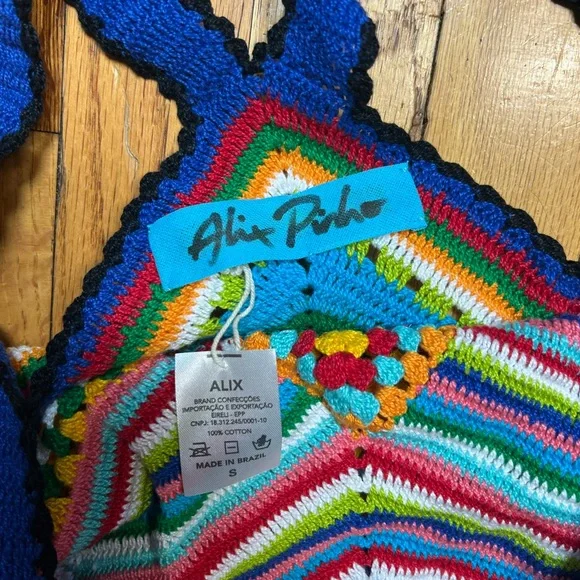 Alix Pinho
ALIX
BRAND CONFECÇÕES
IMPORTAÇÃO E EXPORTAÇÃO
EIRELI - EPP
CNPJ: 18.312.245/0001-10
100% COTTON
MADE IN BRAZIL
S